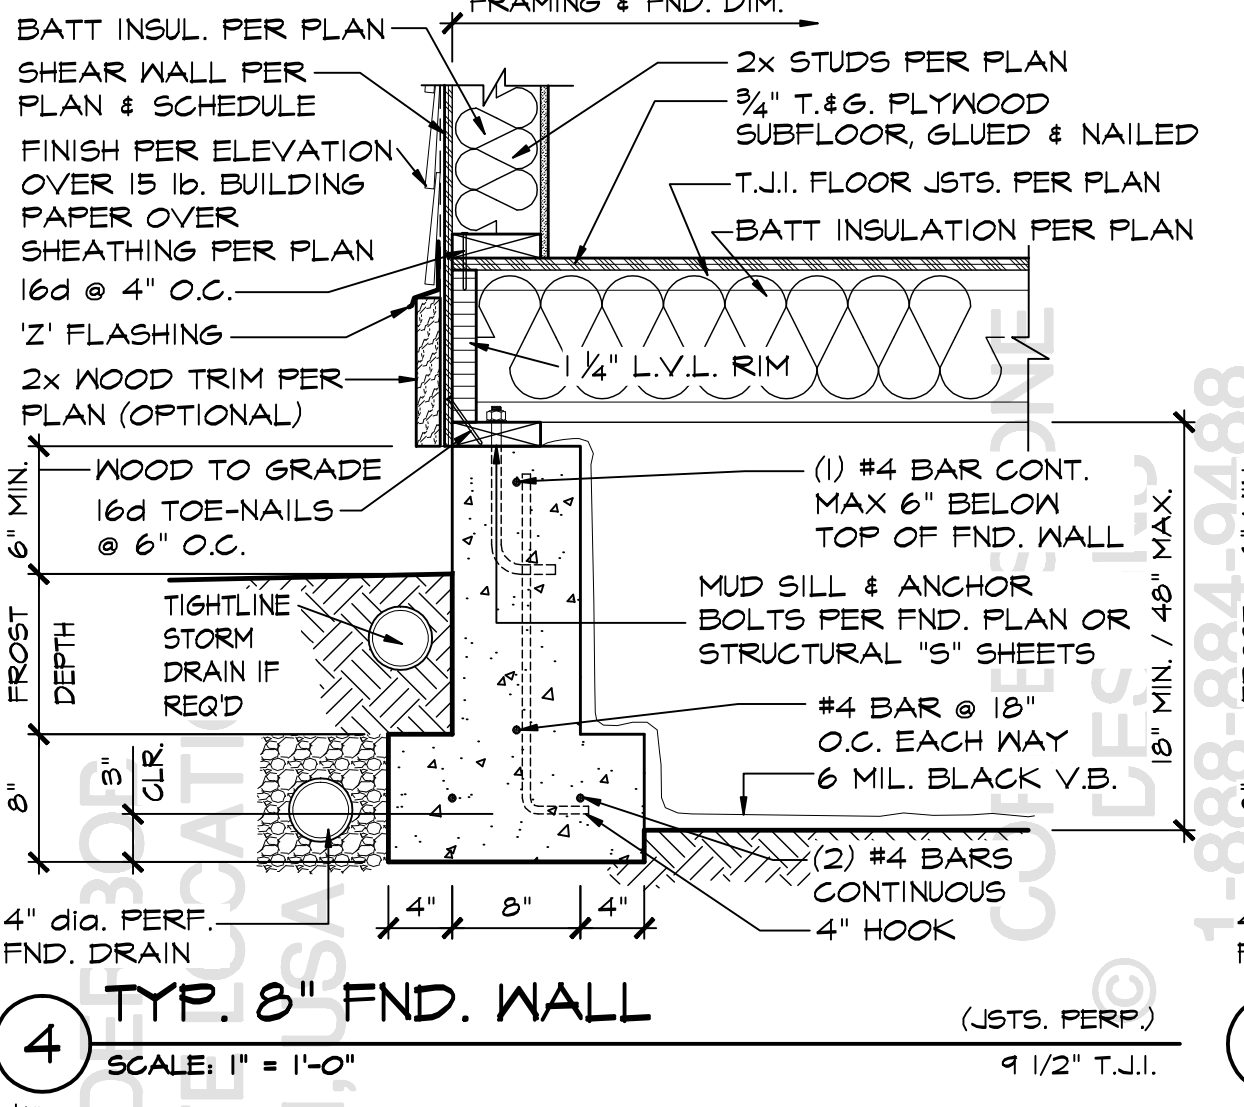 FRAMING & FND. DIM.
BATT INSUL. PER PLAN
SHEAR WALL PER
PLAN & SCHEDULE
FINISH PER ELEVATION
OVER 15 lb. BUILDING
PAPER OVER
SHEATHING PER PLAN
16d @ 4" O.C.
'Z' FLASHING
2x WOOD TRIM PER
PLAN (OPTIONAL)
2x STUDS PER PLAN
3/4" T.&G. PLYWOOD
SUBFLOOR, GLUED & NAILED
T.J.I. FLOOR JSTS. PER PLAN
BATT INSULATION PER PLAN
1 1/4" L.V.L. RIM
6" MIN.
WOOD TO GRADE
16d TOE-NAILS
@ 6" O.C.
(1) #4 BAR CONT.
MAX 6" BELOW
TOP OF FND. WALL
MUD SILL & ANCHOR
BOLTS PER FND. PLAN OR
STRUCTURAL "S" SHEETS
#4 BAR @ 18"
O.C. EACH WAY
6 MIL. BLACK V.B.
18" MIN. / 48" MAX.
FROST
DEPTH
TIGHTLINE
STORM
DRAIN IF
REQ'D
8"
3"
CLR.
(2) #4 BARS
CONTINUOUS
4" HOOK
4"
8"
4"
4" dia. PERF.
FND. DRAIN
4
TYP. 8" FND. WALL
SCALE: 1" = 1'-0"
(JSTS. PERP.)
9 1/2" T.J.I.
1-888-884-9488
©